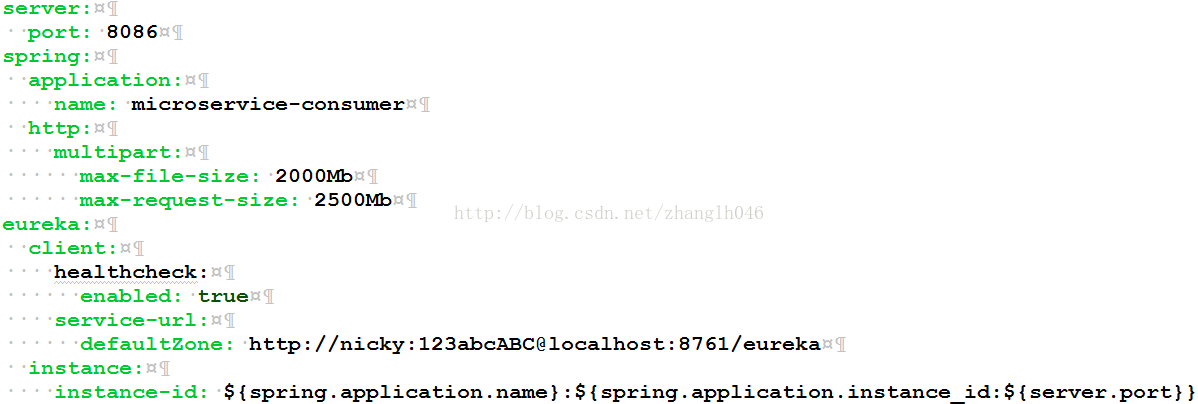 server:
  port: 8086
spring:
  application:
    name: microservice-consumer
  http:
    multipart:
      max-file-size: 2000Mb
      max-request-size: 2500Mb
http://blog.csdn.net/zhanglh046
eureka:
  client:
    healthcheck:
      enabled: true
    service-url:
      defaultZone: http://nicky:123abcABC@localhost:8761/eureka
  instance:
    instance-id: ${spring.application.name}:${spring.application.instance_id:${server.port}}